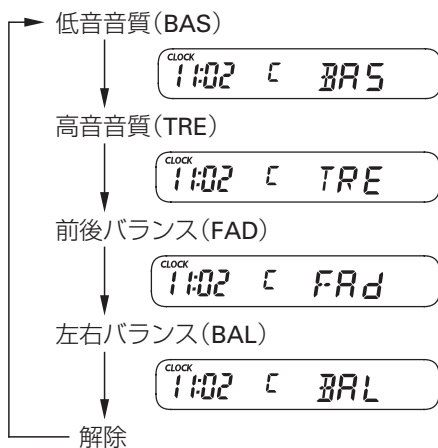 低音音質(BAS)
CLOCK
11:02 C BAS
高音音質(TRE)
CLOCK
11:02 C TRE
前後バランス(FAD)
CLOCK
11:02 C FAd
左右バランス(BAL)
CLOCK
11:02 C BAL
解除